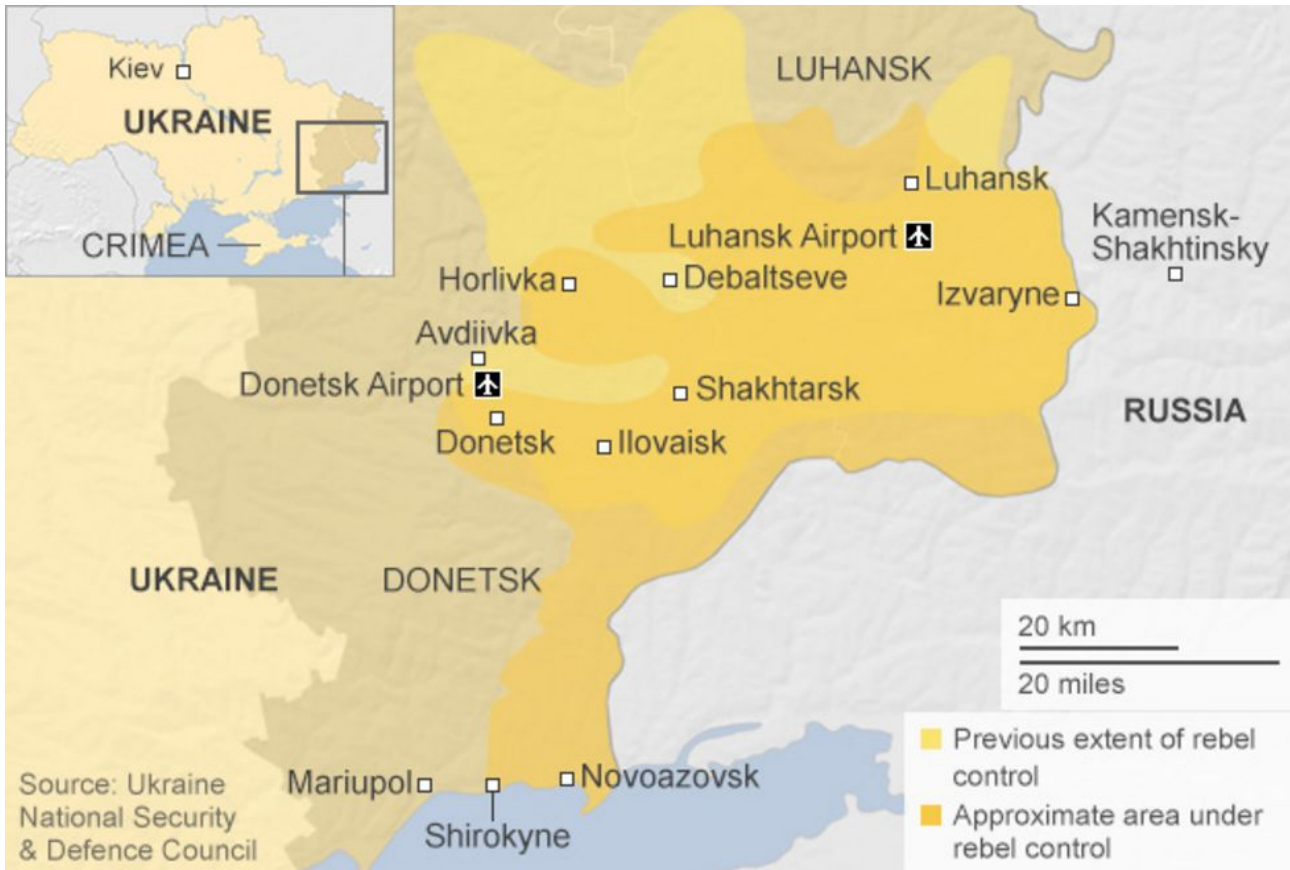 Kiev
UKRAINE
CRIMEA
LUHANSK
Luhansk
Luhansk Airport
Kamensk-
Shakhtinsky
Horlivka
Debaltseve
Izvaryne
Avdiivka
Donetsk Airport
Shakhtarsk
RUSSIA
Donetsk
Ilovaisk
UKRAINE
DONETSK
20 km
20 miles
Previous extent of rebel
control
Approximate area under
rebel control
Mariupol
Novoazovsk
Shirokyne
Source: Ukraine
National Security
& Defence Council